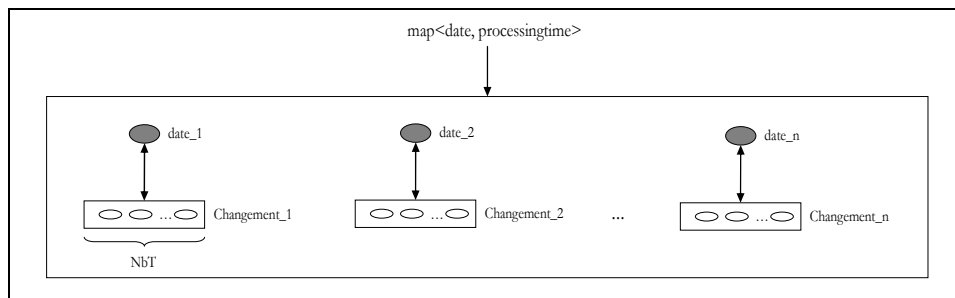 map<date, processingtime>
date_1
date_2
date_n
... Changement_1
... Changement_2
...
... Changement_n
NbT